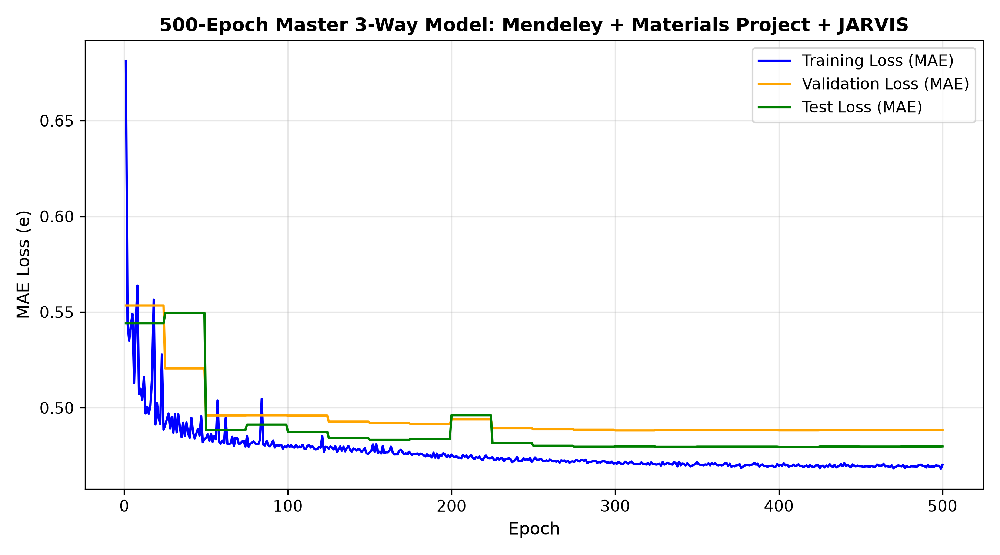 500-Epoch Master 3-Way Model: Mendeley + Materials Project + JARVIS
Training Loss (MAE)
Validation Loss (MAE)
Test Loss (MAE)
MAE Loss (e)
0.65
0.60
0.55
0.50
0 100 200 300 400 500
Epoch